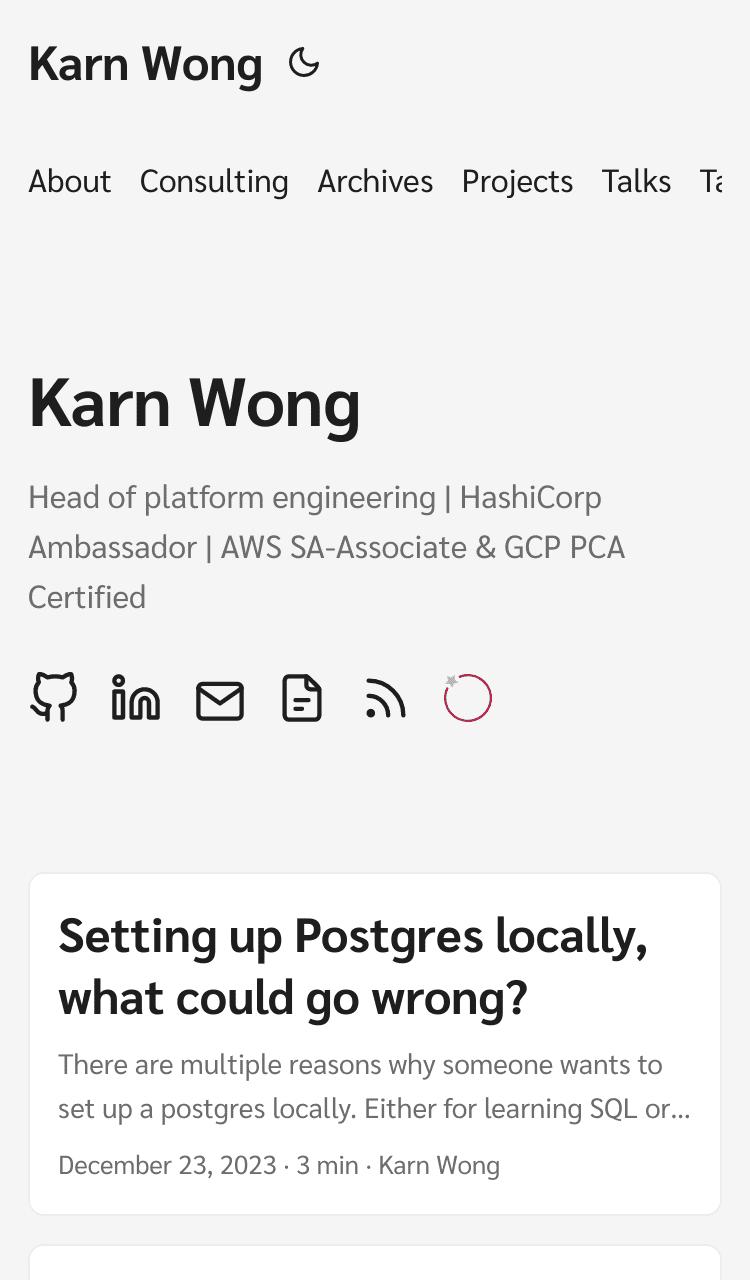 Karn Wong
About Consulting Archives Projects Talks
Karn Wong
Head of platform engineering | HashiCorp
Ambassador | AWS SA-Associate & GCP PCA
Certified
Setting up Postgres locally,
what could go wrong?
There are multiple reasons why someone wants to
set up a postgres locally. Either for learning SQL or...
December 23, 2023 · 3 min · Karn Wong